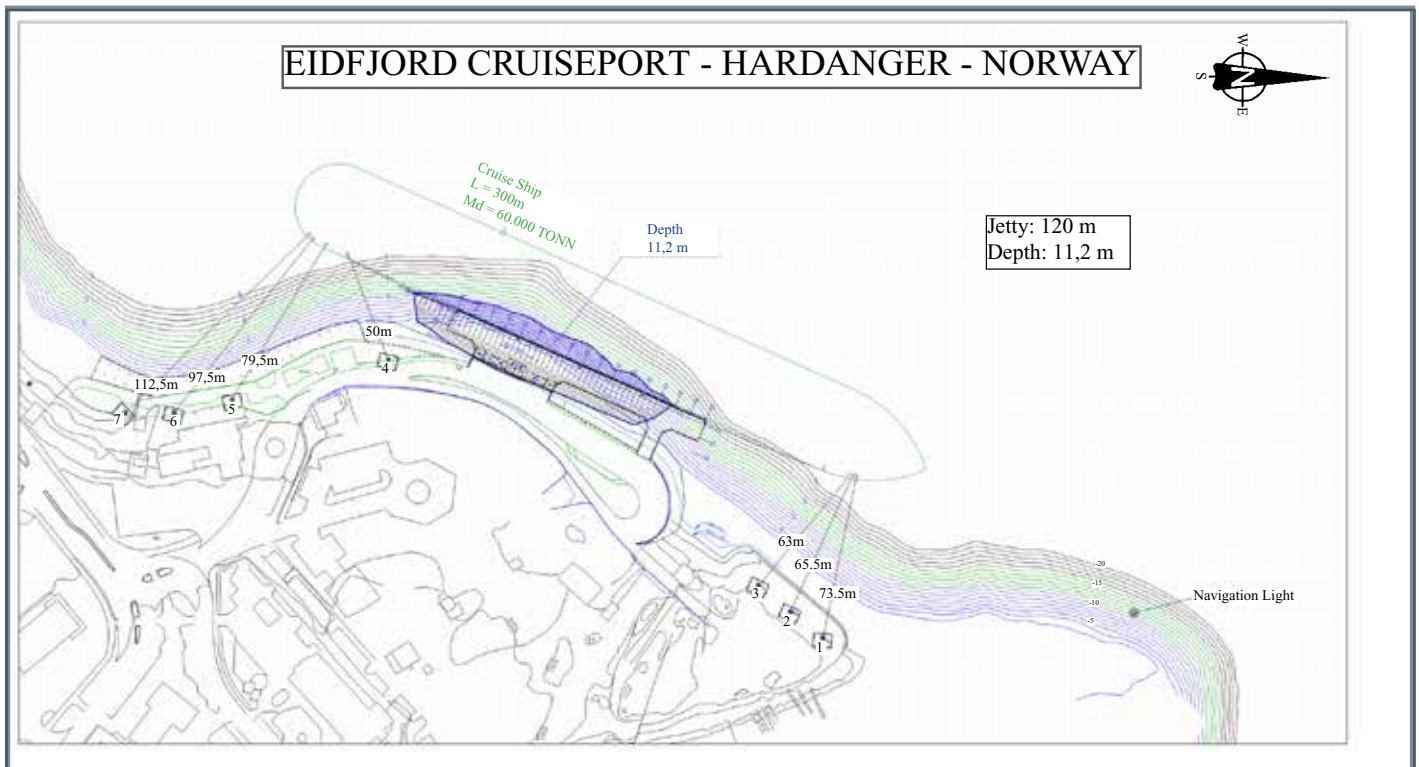 EIDFJORD CRUISEPORT - HARDANGER - NORWAY
W
S
N
E
Cruise Ship
L = 300m
Md = 60.000 TONN
Depth
11,2 m
Jetty: 120 m
Depth: 11,2 m
50m
79,5m
97,5m
112,5m
4
5
6
7
63m
65.5m
73.5m
3
2
1
-20
-15
-10
-5
Navigation Light